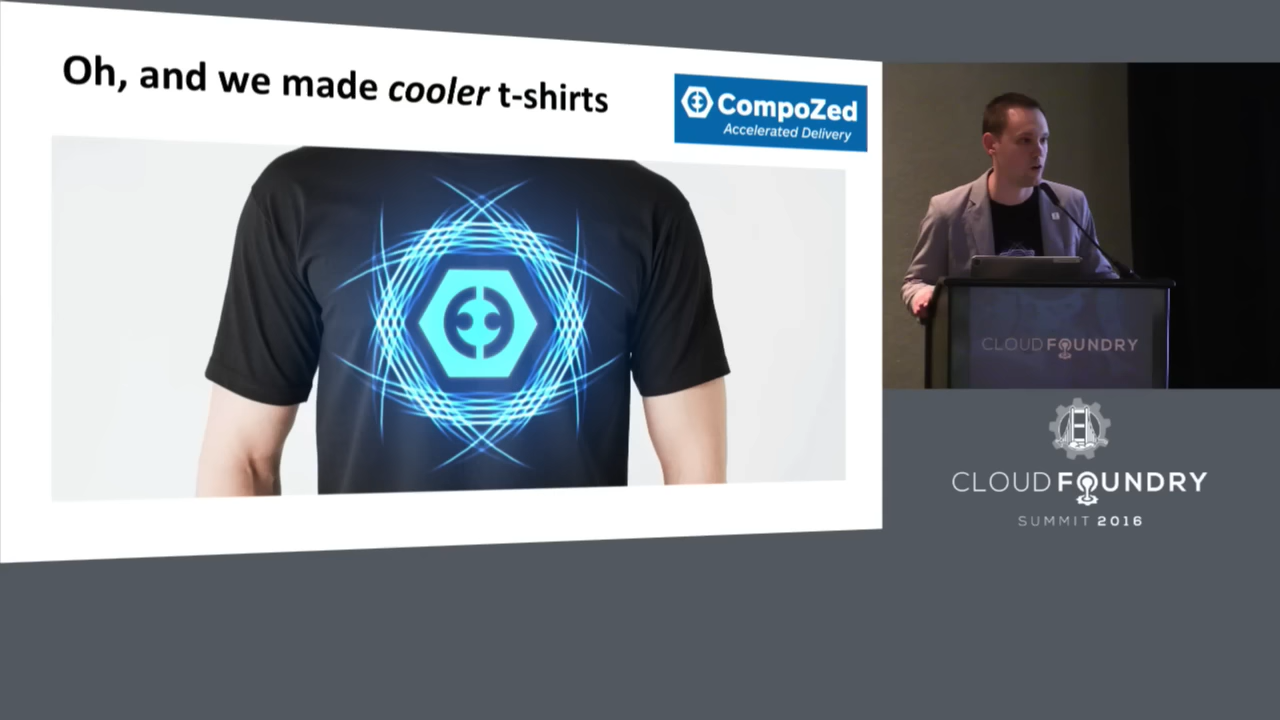 Oh, and we made cooler t-shirts
CompoZed
Accelerated Delivery
CLOUD FOUNDRY
CLOUD FOUNDRY
SUMMIT 2016